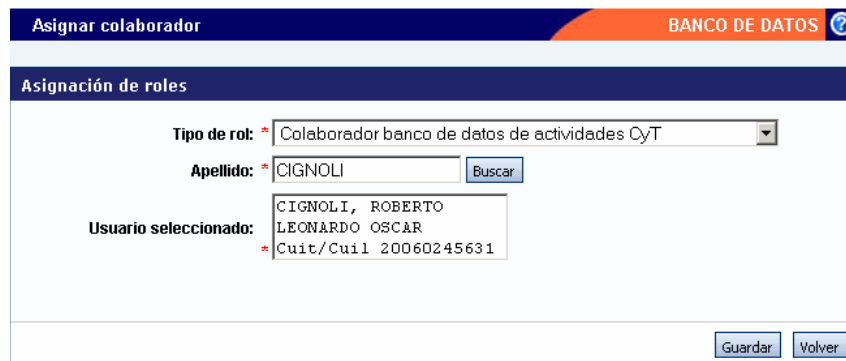 Asignar colaborador BANCO DE DATOS ?
Asignación de roles
Tipo de rol: * Colaborador banco de datos de actividades CyT
Apellido: * CIGNOLI Buscar
CIGNOLI, ROBERTO
Usuario seleccionado: LEONARDO OSCAR
* Cuit/Cuil 20060245631
Guardar Volver